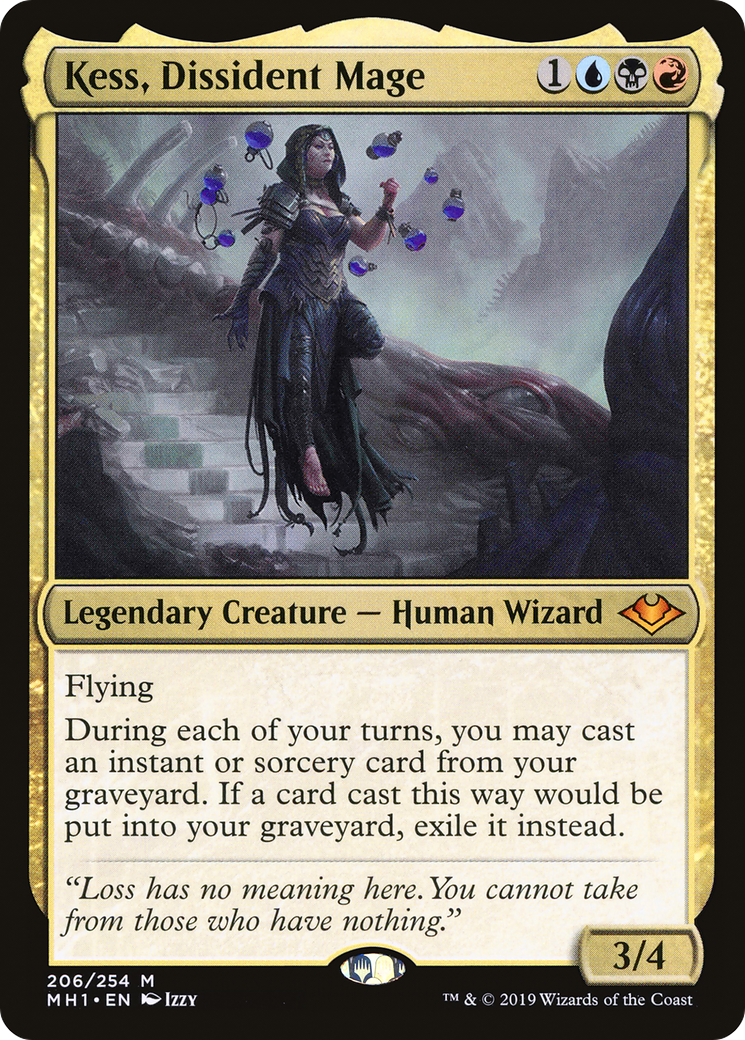 Kess, Dissident Mage 1
Legendary Creature — Human Wizard
Flying
During each of your turns, you may cast
an instant or sorcery card from your
graveyard. If a card cast this way would be
put into your graveyard, exile it instead.
“Loss has no meaning here. You cannot take
from those who have nothing.”
3/4
206/254 M
MH1 • EN Izzy
™ & © 2019 Wizards of the Coast